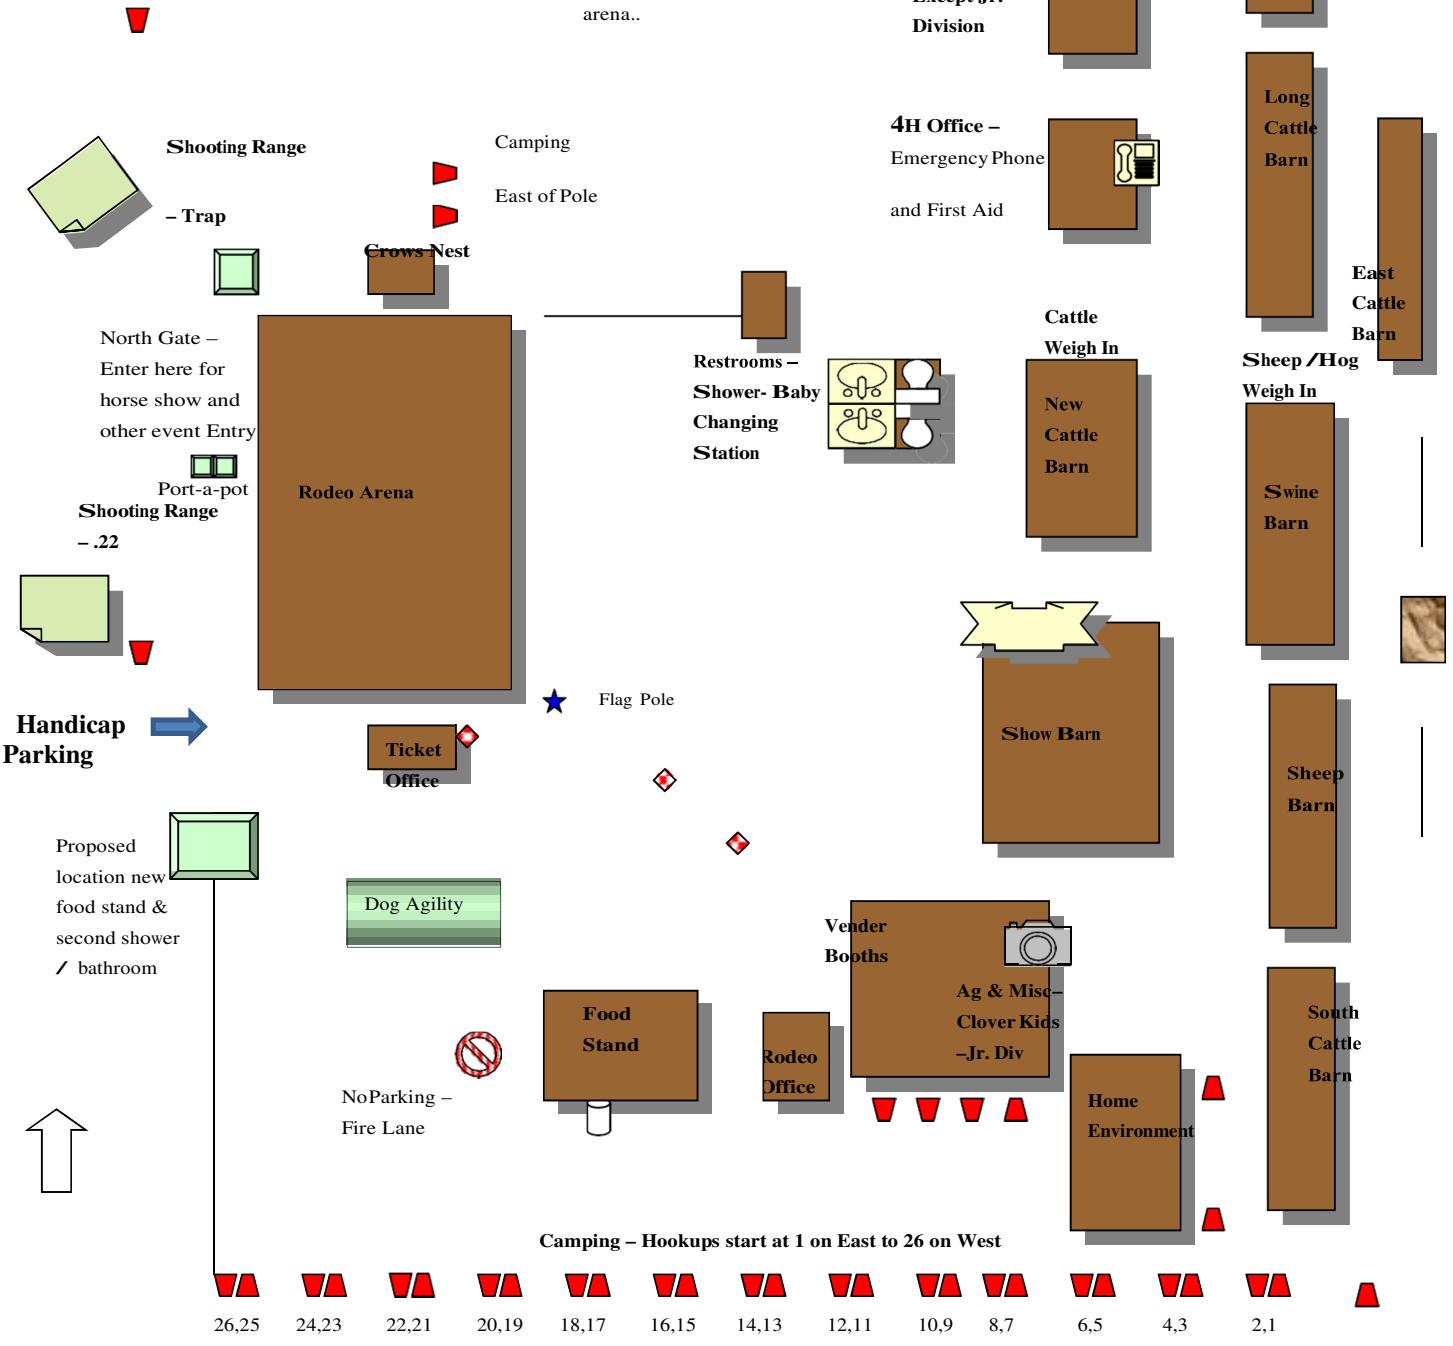 arena..
Division
Shooting Range
– Trap
Camping
East of Pole
Crows Nest
4H Office –
Emergency Phone
and First Aid
Long
Cattle
Barn
East
Cattle
Barn
North Gate –
Enter here for
horse show and
other event Entry
Port-a-pot
Shooting Range
– .22
Rodeo Arena
Restrooms –
Shower- Baby
Changing
Station
Cattle
Weigh In
New
Cattle
Barn
Sheep /Hog
Weigh In
Swine
Barn
Handicap
Parking
Flag Pole
Ticket
Office
Show Barn
Sheep
Barn
Proposed
location new
food stand &
second shower
/ bathroom
Dog Agility
Vender
Booths
Ag & Misc–
Clover Kids
–Jr. Div
Food
Stand
Rodeo
Office
South
Cattle
Barn
No Parking –
Fire Lane
Home
Environment
Camping – Hookups start at 1 on East to 26 on West
26,25 24,23 22,21 20,19 18,17 16,15 14,13 12,11 10,9 8,7 6,5 4,3 2,1